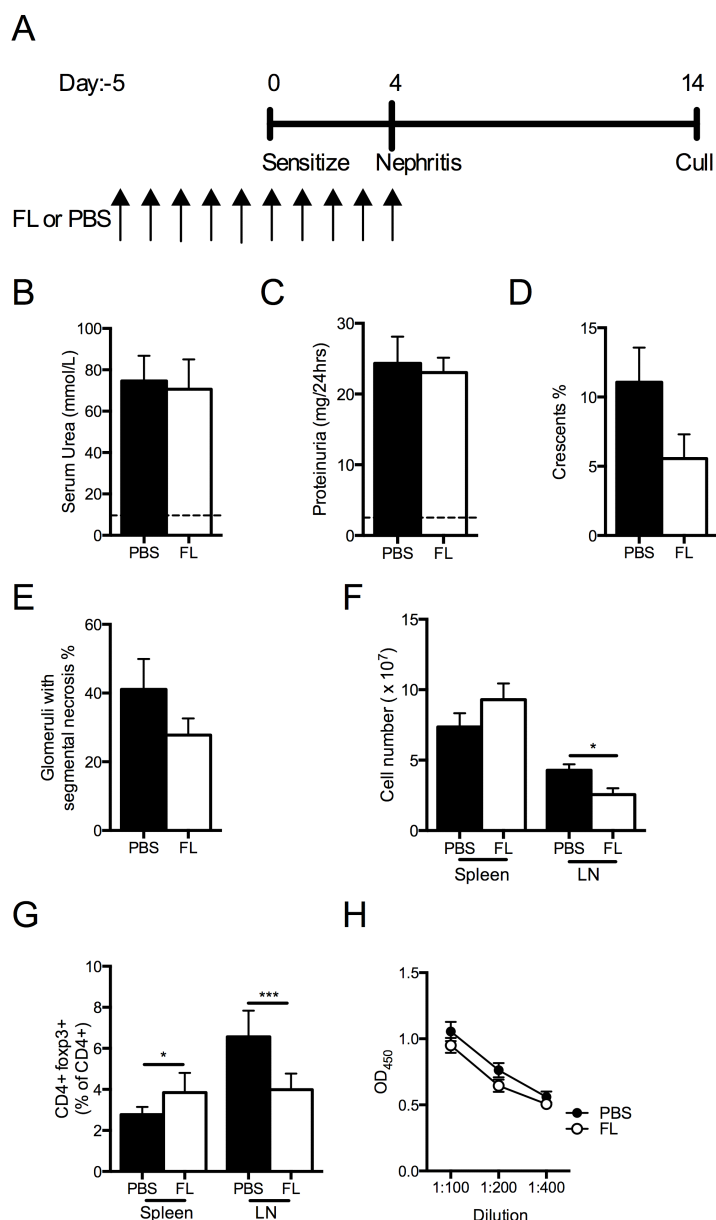 A
Day:-5 0 4 14
Sensitize Nephritis Cull
FL or PBS
B
Serum Urea (mmol/L)
100
80
60
40
20
0
PBS FL
C
Proteinuria (mg/24hrs)
30
20
10
0
PBS FL
D
Crescents %
15
10
5
0
PBS FL
E
Glomeruli with
segmental necrosis %
60
40
20
0
PBS FL
F
Cell number ( x 10⁷)
15
10
5
0
*
PBS FL PBS FL
Spleen LN
G
CD4+ foxp3+
(% of CD4+)
10
8
6
4
2
0
* ***
PBS FL PBS FL
Spleen LN
H
OD₄₅₀
1.5
1.0
0.5
0.0
1:100 1:200 1:400
Dilution
PBS
FL